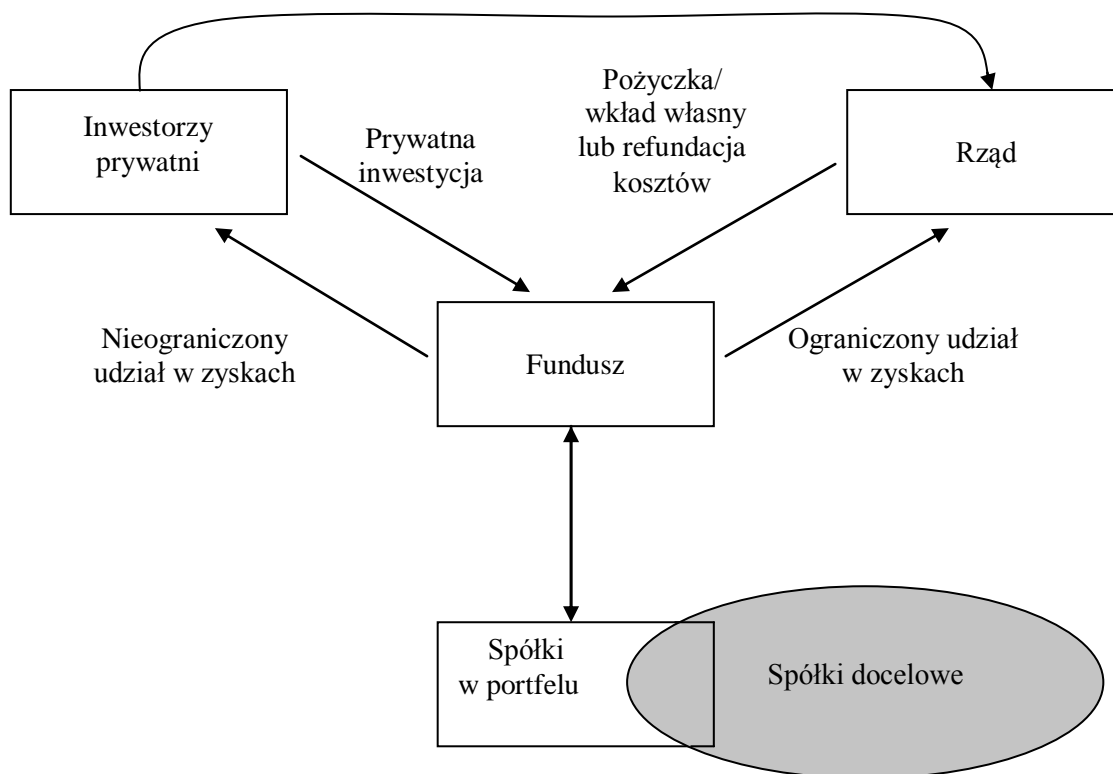 Inwestorzy
prywatni
Prywatna
inwestycja
Pożyczka/
wkład własny
lub refundacja
kosztów
Rząd
Nieograniczony
udział w zyskach
Fundusz
Ograniczony udział
w zyskach
Spółki
w portfelu
Spółki docelowe